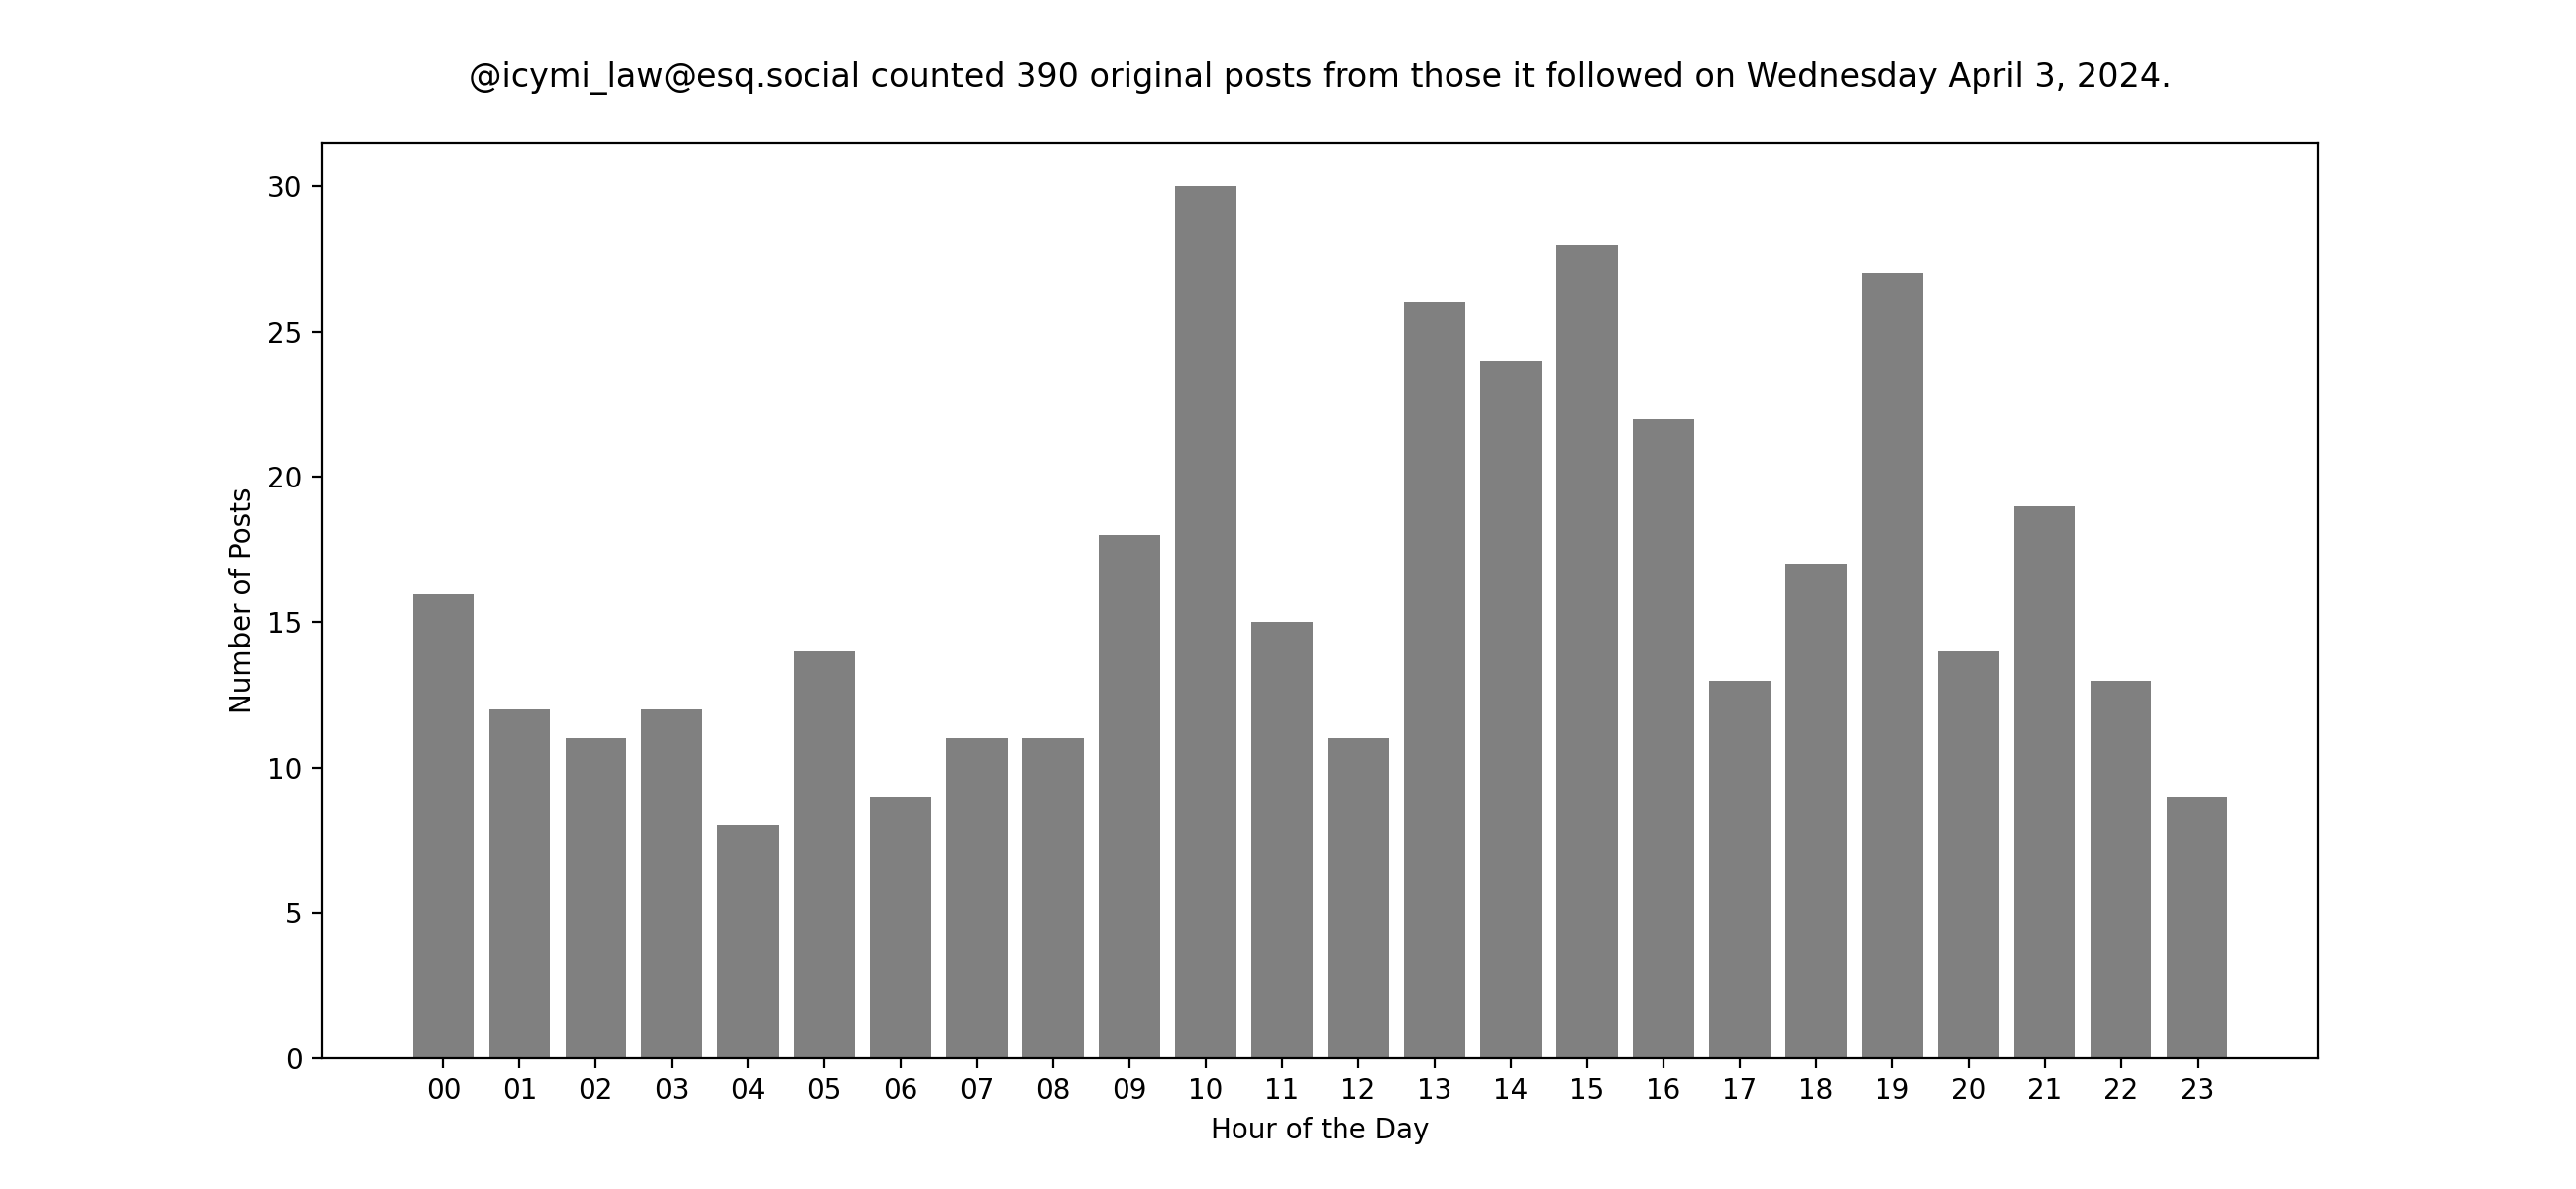 @icymi_law@esq.social counted 390 original posts from those it followed on Wednesday April 3, 2024.
30
25
20
15
10
5
0
Number of Posts
00 01 02 03 04 05 06 07 08 09 10 11 12 13 14 15 16 17 18 19 20 21 22 23
Hour of the Day